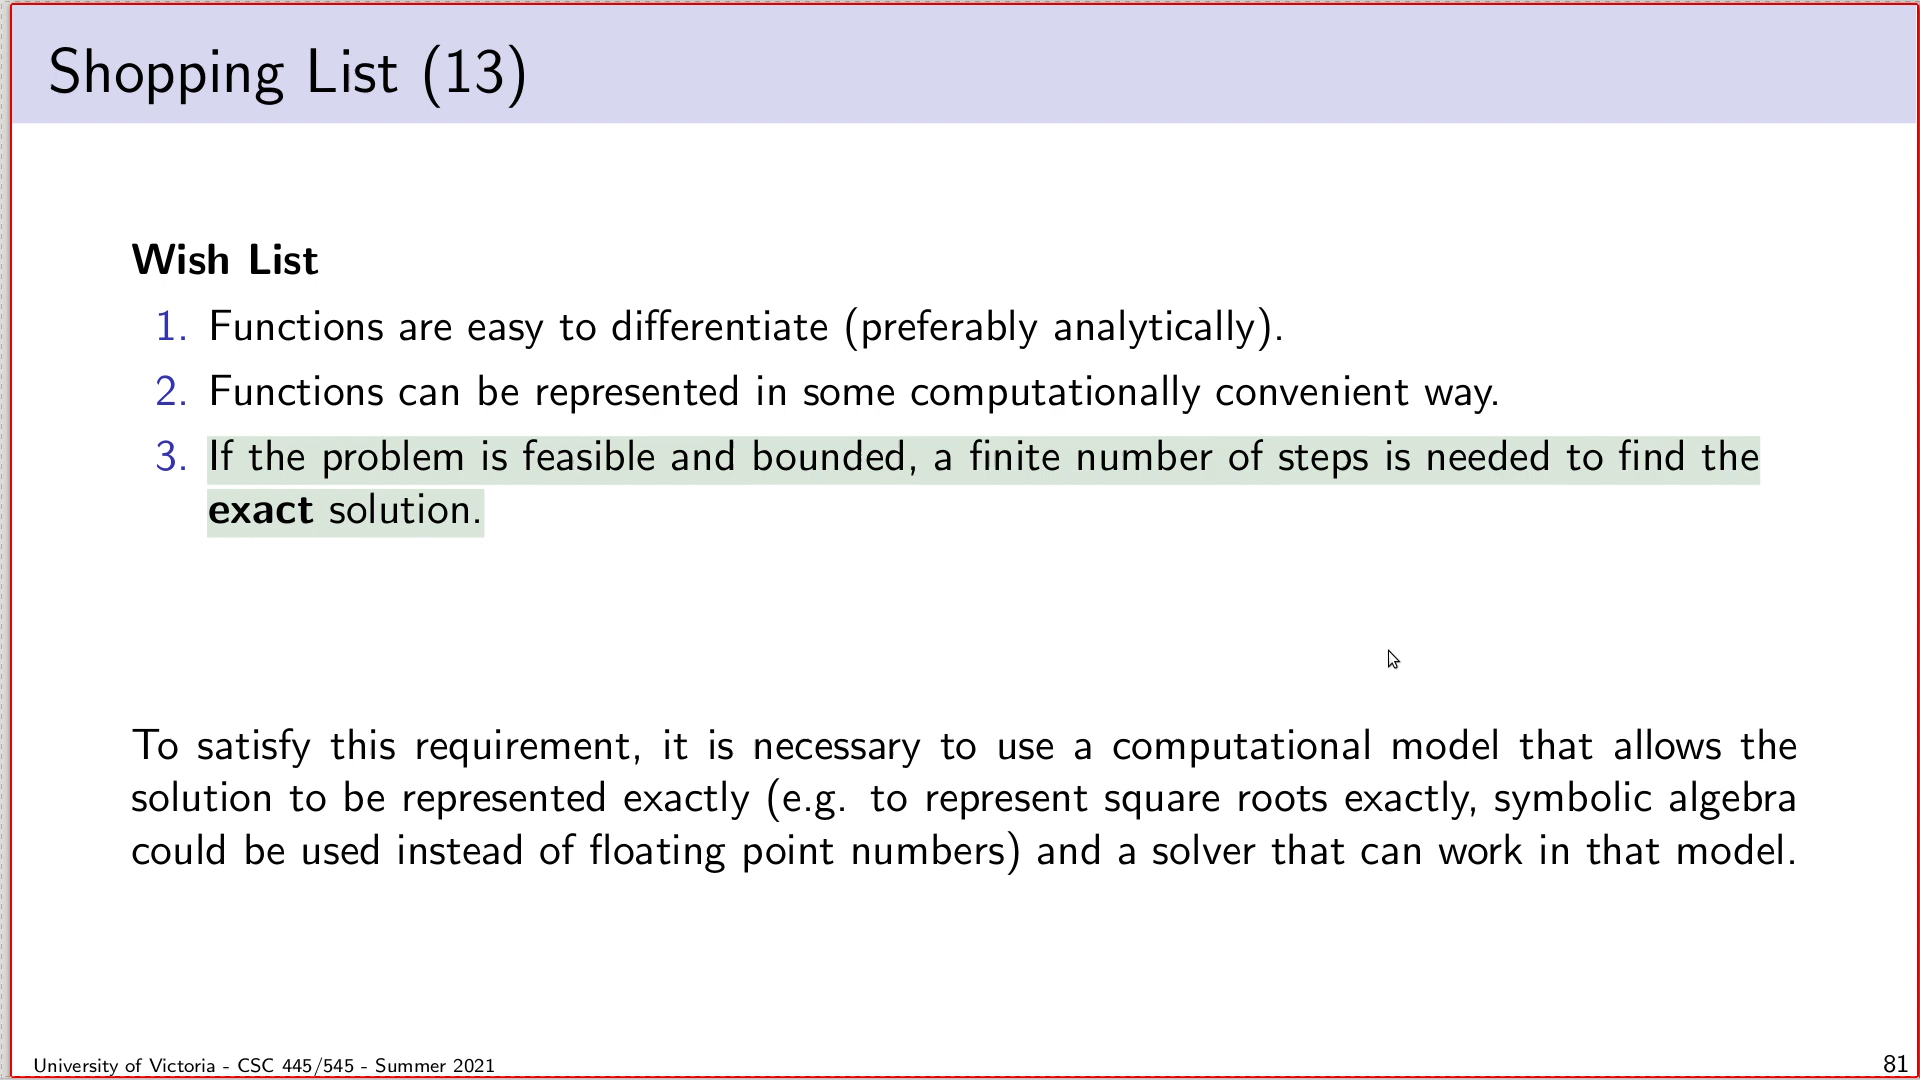 Shopping List (13)
Wish List
1. Functions are easy to differentiate (preferably analytically).
2. Functions can be represented in some computationally convenient way.
3. If the problem is feasible and bounded, a finite number of steps is needed to find the
exact solution.
To satisfy this requirement, it is necessary to use a computational model that allows the
solution to be represented exactly (e.g. to represent square roots exactly, symbolic algebra
could be used instead of floating point numbers) and a solver that can work in that model.
University of Victoria - CSC 445/545 - Summer 2021
81